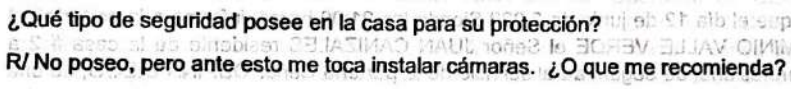 ¿Qué tipo de seguridad posee en la casa para su protección?
R/ No poseo, pero ante esto me toca instalar cámaras. ¿O que me recomienda?